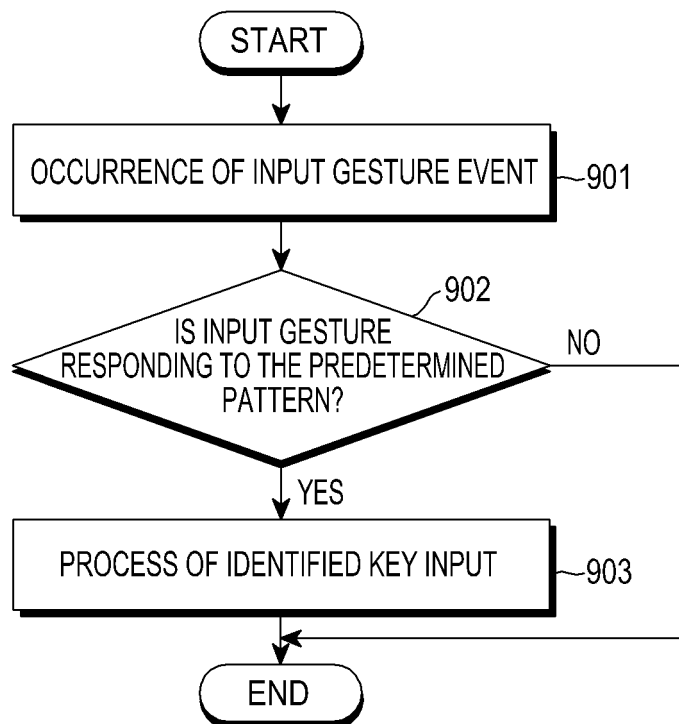 START
OCCURRENCE OF INPUT GESTURE EVENT
901
902
IS INPUT GESTURE
RESPONDING TO THE PREDETERMINED
PATTERN?
NO
YES
PROCESS OF IDENTIFIED KEY INPUT
903
END